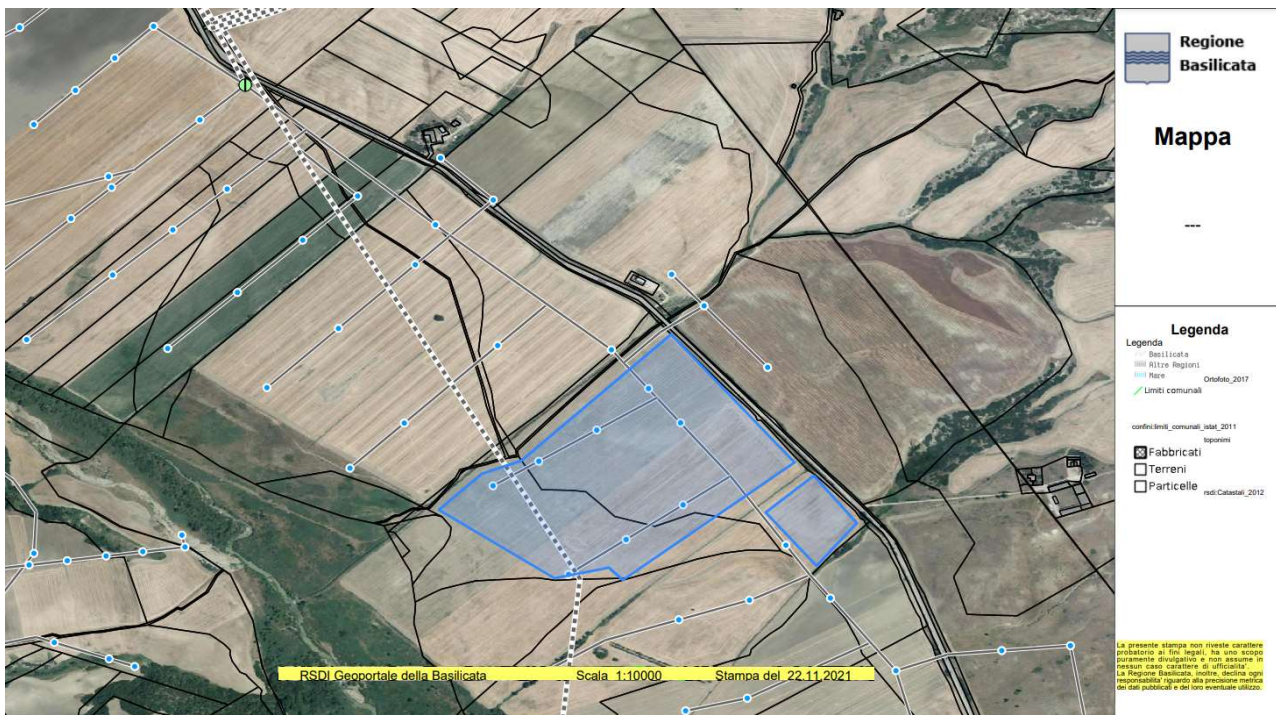 Regione
Basilicata
Mappa
---
Legenda
Legenda
Basilicata
Altre Regioni
Mare
Ortofoto_2017
Limiti comunali
confini:limiti_comunali_istat_2011
toponimi
Fabbricati
Terreni
Particelle
rsdi:Catastali_2012
La presente stampa non riveste carattere
probatorio ai fini legali, ha uno scopo
puramente divulgativo e non assume in
nessun caso carattere di ufficialita'.
La Regione Basilicata, inoltre, declina ogni
responsabilita' riguardo alla precisione metrica
dei dati pubblicati e del loro eventuale utilizzo.
RSDI Geoportale della Basilicata Scala 1:10000 Stampa del 22.11.2021